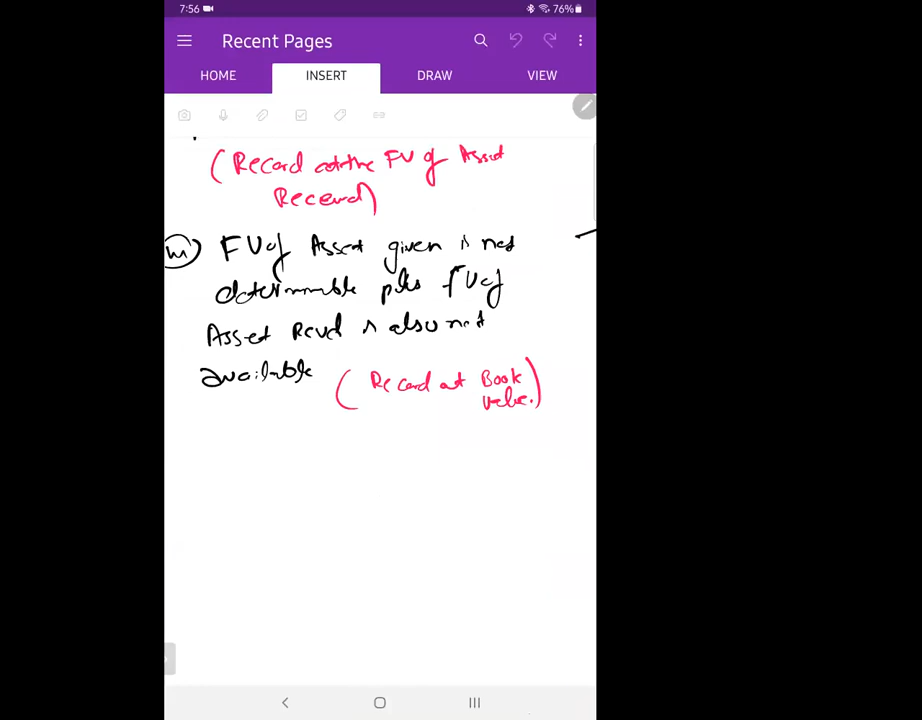 7:56 76%
Recent Pages
HOME INSERT DRAW VIEW
(Record at the FV of Asset
Received)
(iii) FV of Asset given is not
determinable plus FV of
Asset Recvd is also not
available (Record at Book
value.)